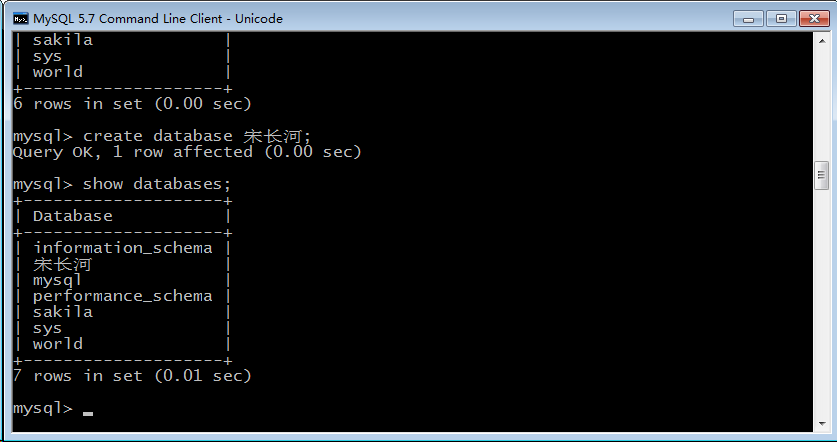 MySQL 5.7 Command Line Client - Unicode
| sakila             |
| sys                |
| world              |
+--------------------+
6 rows in set (0.00 sec)
mysql> create database 宋长河;
Query OK, 1 row affected (0.00 sec)
mysql> show databases;
+--------------------+
| Database           |
+--------------------+
| information_schema |
| 宋长河             |
| mysql              |
| performance_schema |
| sakila             |
| sys                |
| world              |
+--------------------+
7 rows in set (0.01 sec)
mysql> _